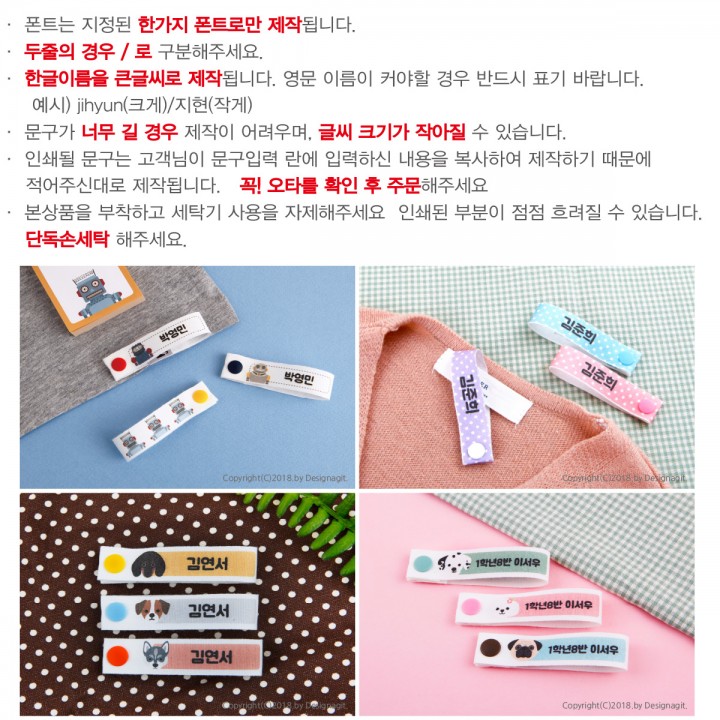 · 폰트는 지정된 한가지 폰트로만 제작됩니다.
· 두줄의 경우 / 로 구분해주세요.
· 한글이름을 큰글씨로 제작됩니다. 영문 이름이 커야할 경우 반드시 표기 바랍니다.
예시) jihyun(크게)/지현(작게)
· 문구가 너무 길 경우 제작이 어려우며, 글씨 크기가 작아질 수 있습니다.
· 인쇄될 문구는 고객님이 문구입력 란에 입력하신 내용을 복사하여 제작하기 때문에
적어주신대로 제작됩니다. 꼭! 오타를 확인 후 주문해주세요
· 본상품을 부착하고 세탁기 사용을 자제해주세요 인쇄된 부분이 점점 흐려질 수 있습니다.
단독손세탁 해주세요.
박영민
박영민
Copyright(C)2018.by Designagit.
김준희
김준희
김준희
Copyright(C)2018.by Designagit.
김연서
김연서
김연서
Copyright(C)2018.by Designagit.
1학년8반 이서우
1학년8반 이서우
1학년8반 이서우
Copyright(C)2018.by Designagit.